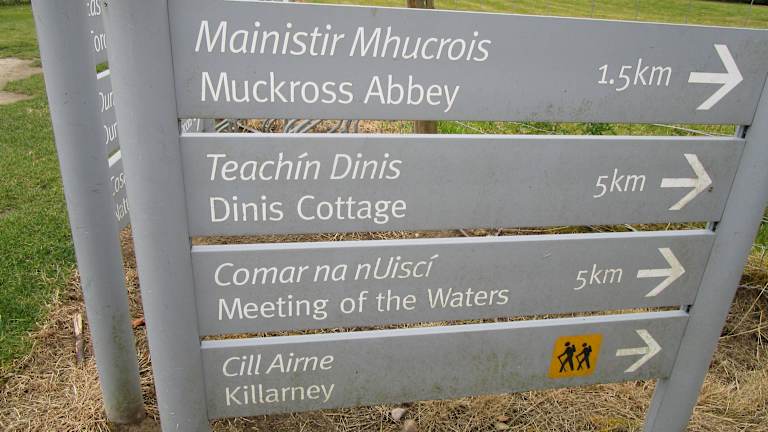 Mainistir Mhucrois
Muckross Abbey
1.5km
Teachín Dinis
Dinis Cottage
5km
Comar na nUiscí
Meeting of the Waters
5km
Cill Airne
Killarney